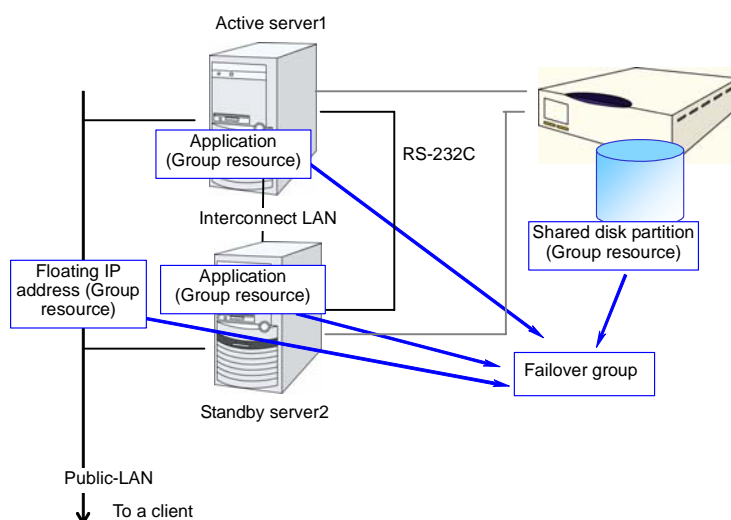 Active server1
Application
(Group resource)
RS-232C
Interconnect LAN
Shared disk partition
(Group resource)
Floating IP
address (Group
resource)
Application
(Group resource)
Failover group
Standby server2
Public-LAN
To a client